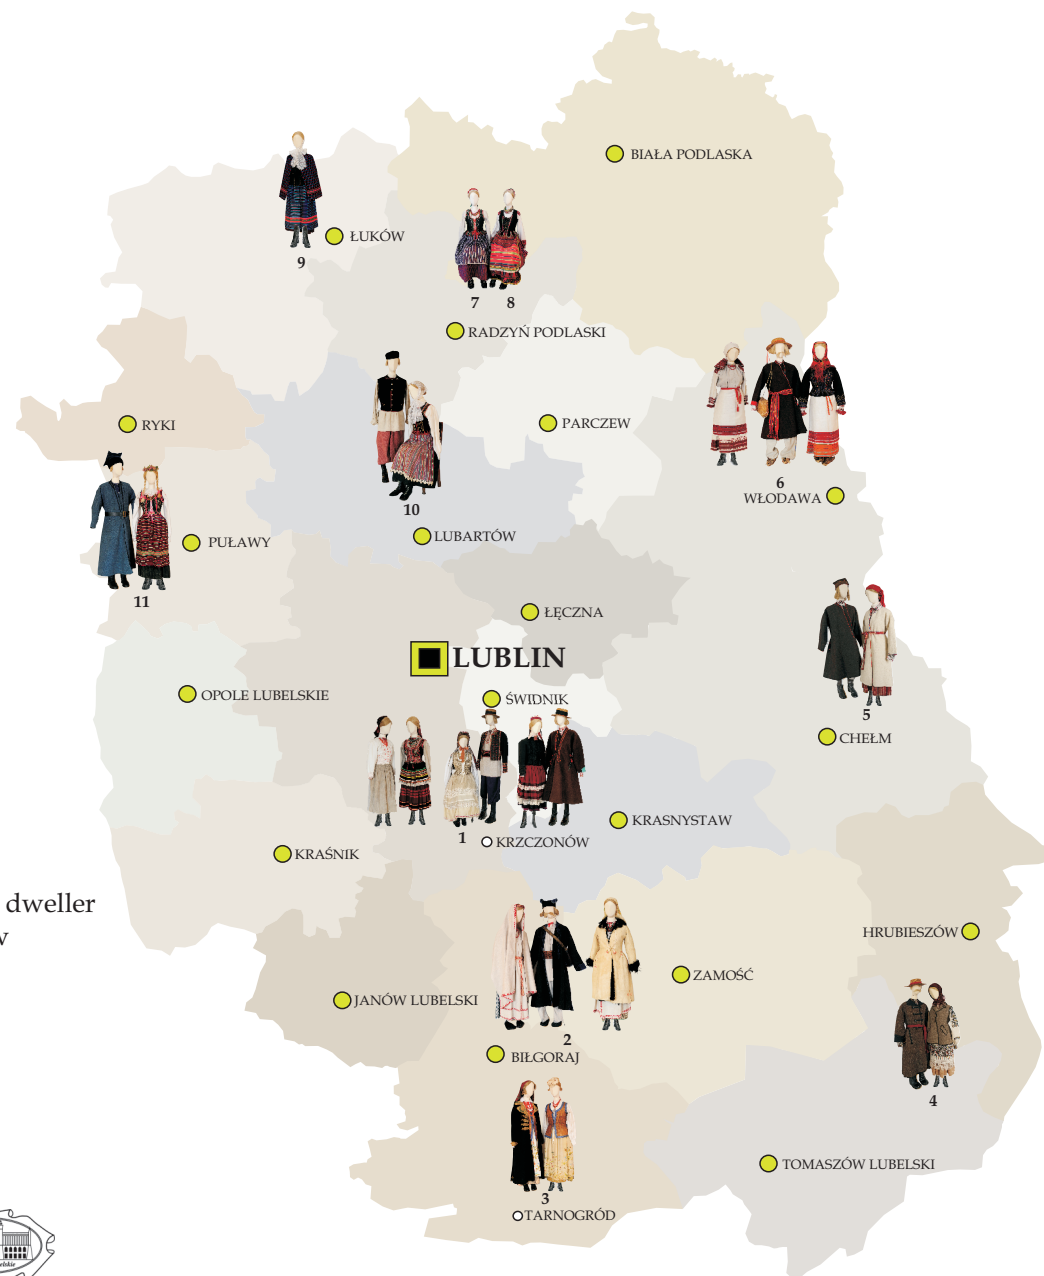 BIAŁA PODLASKA
ŁUKÓW
9
7
8
RADZYŃ PODLASKI
RYKI
PARCZEW
6
WŁODAWA
10
LUBARTÓW
PUŁAWY
11
ŁĘCZNA
LUBLIN
OPOLE LUBELSKIE
ŚWIDNIK
5
CHEŁM
KRASNYSTAW
1
KRZCZONÓW
KRAŚNIK
dweller
HRUBIESZÓW
ZAMOŚĆ
JANÓW LUBELSKI
2
BIŁGORAJ
4
TOMASZÓW LUBELSKI
3
TARNOGRÓD